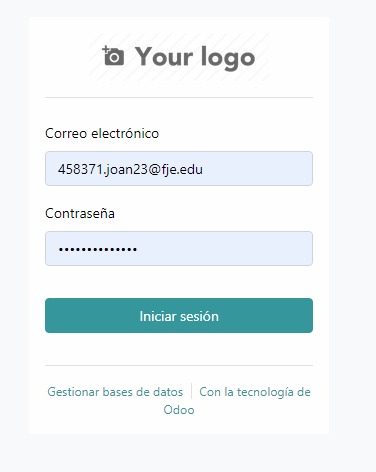 Your logo
Correo electrónico
458371.joan23@fje.edu
Contraseña
••••••••••••••
Iniciar sesión
Gestionar bases de datos | Con la tecnología de
Odoo